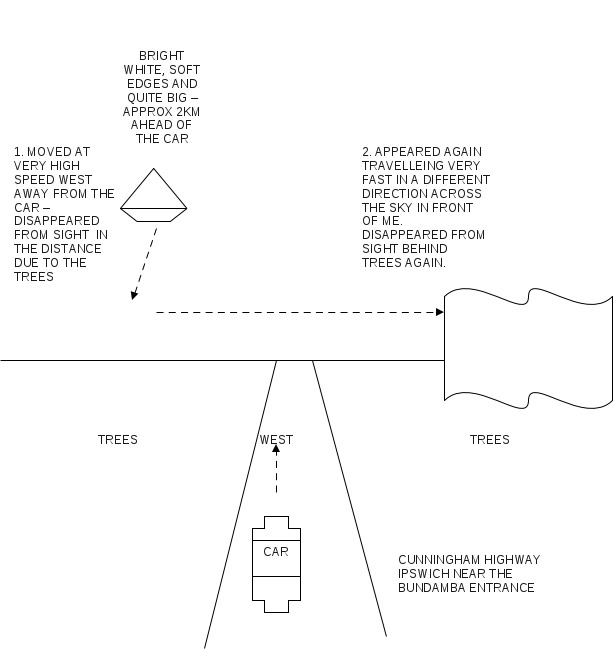 BRIGHT
WHITE, SOFT
EDGES AND
QUITE BIG –
APPROX 2KM
AHEAD OF
THE CAR
1. MOVED AT
VERY HIGH
SPEED WEST
AWAY FROM THE
CAR –
DISAPPEARED
FROM SIGHT IN
THE DISTANCE
DUE TO THE
TREES
2. APPEARED AGAIN
TRAVELLEING VERY
FAST IN A DIFFERENT
DIRECTION ACROSS
THE SKY IN FRONT
OF ME.
DISAPPEARED FROM
SIGHT BEHIND
TREES AGAIN.
TREES
WEST
TREES
CAR
CUNNINGHAM HIGHWAY
IPSWICH NEAR THE
BUNDAMBA ENTRANCE